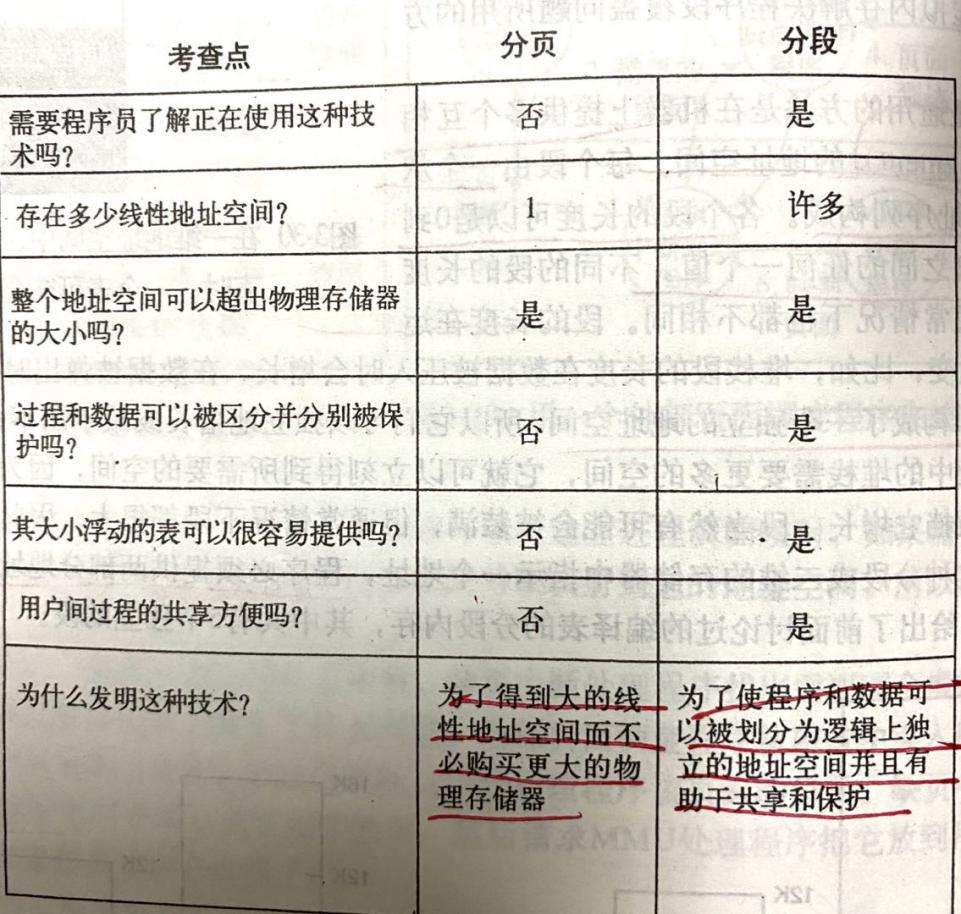 考查点 分页 分段
需要程序员了解正在使用这种技 否 是
术吗?
存在多少线性地址空间? 1 许多
整个地址空间可以超出物理存储器 是 是
的大小吗?
过程和数据可以被区分并分别被保 否 是
护吗?
其大小浮动的表可以很容易提供吗? 否 是
用户间过程的共享方便吗? 否 是
为什么发明这种技术? 为了得到大的线 为了使程序和数据可
性地址空间而不 以被划分为逻辑上独
必购买更大的物 立的地址空间并且有
理存储器 助于共享和保护